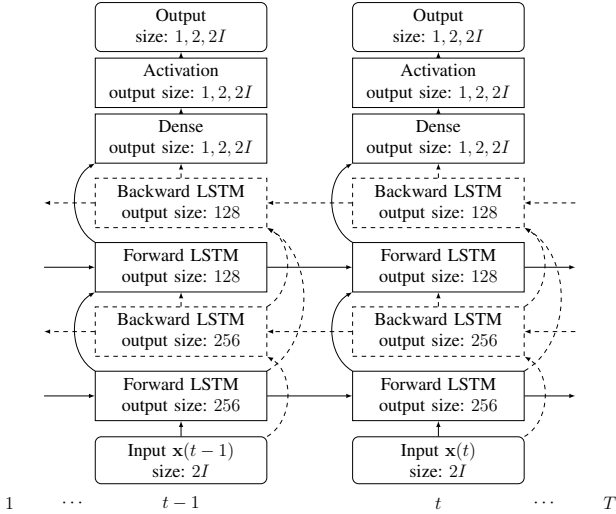 Output
size: 1, 2, 2I
Activation
output size: 1, 2, 2I
Dense
output size: 1, 2, 2I
Backward LSTM
output size: 128
Forward LSTM
output size: 128
Backward LSTM
output size: 256
Forward LSTM
output size: 256
Input x(t−1)
size: 2I
Output
size: 1, 2, 2I
Activation
output size: 1, 2, 2I
Dense
output size: 1, 2, 2I
Backward LSTM
output size: 128
Forward LSTM
output size: 128
Backward LSTM
output size: 256
Forward LSTM
output size: 256
Input x(t)
size: 2I
1 ··· t − 1 t ··· T